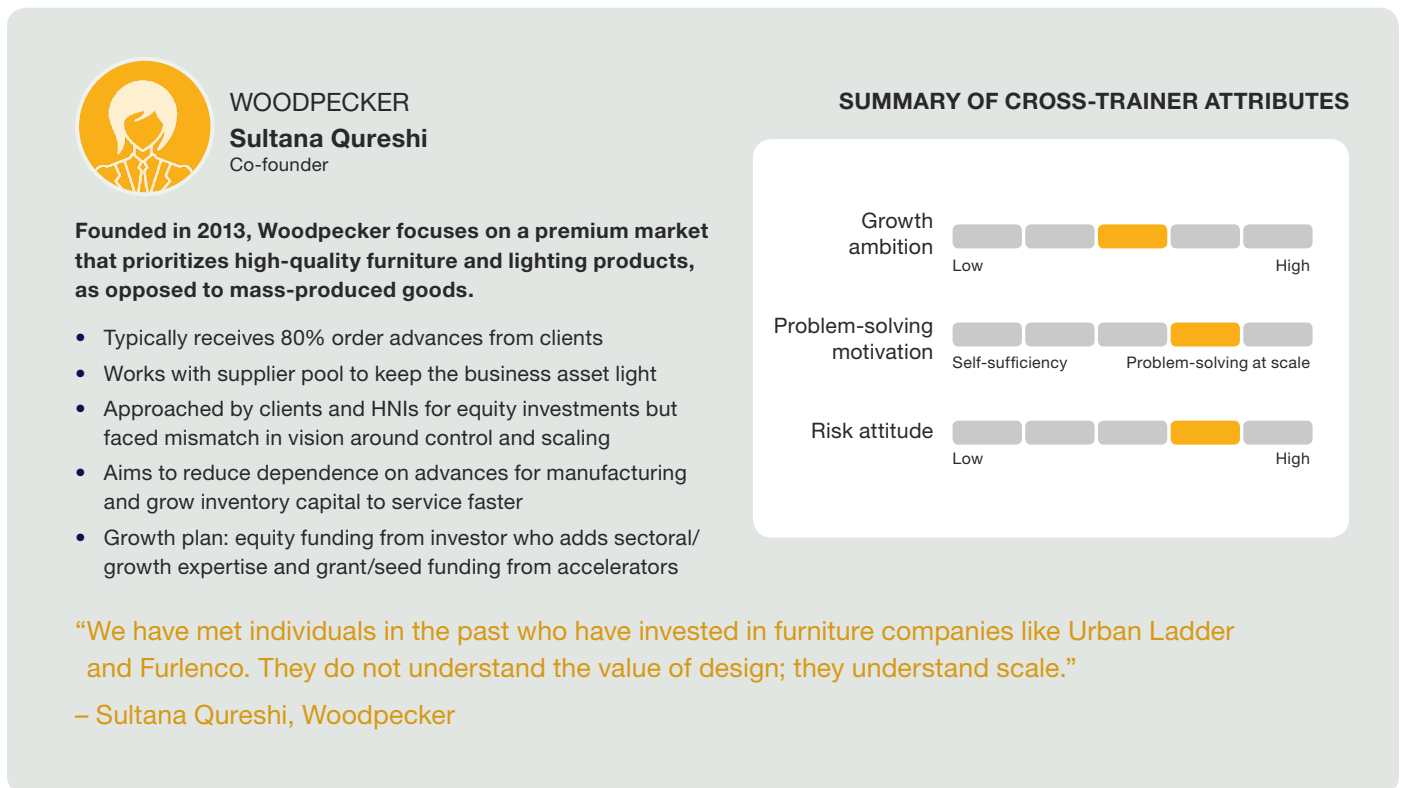 WOODPECKER
Sultana Qureshi
Co-founder
Founded in 2013, Woodpecker focuses on a premium market
that prioritizes high-quality furniture and lighting products,
as opposed to mass-produced goods.
• Typically receives 80% order advances from clients
• Works with supplier pool to keep the business asset light
• Approached by clients and HNIs for equity investments but
faced mismatch in vision around control and scaling
• Aims to reduce dependence on advances for manufacturing
and grow inventory capital to service faster
• Growth plan: equity funding from investor who adds sectoral/
growth expertise and grant/seed funding from accelerators
SUMMARY OF CROSS-TRAINER ATTRIBUTES
Growth
ambition
Low High
Problem-solving
motivation
Self-sufficiency Problem-solving at scale
Risk attitude
Low High
“We have met individuals in the past who have invested in furniture companies like Urban Ladder
and Furlenco. They do not understand the value of design; they understand scale.”
– Sultana Qureshi, Woodpecker